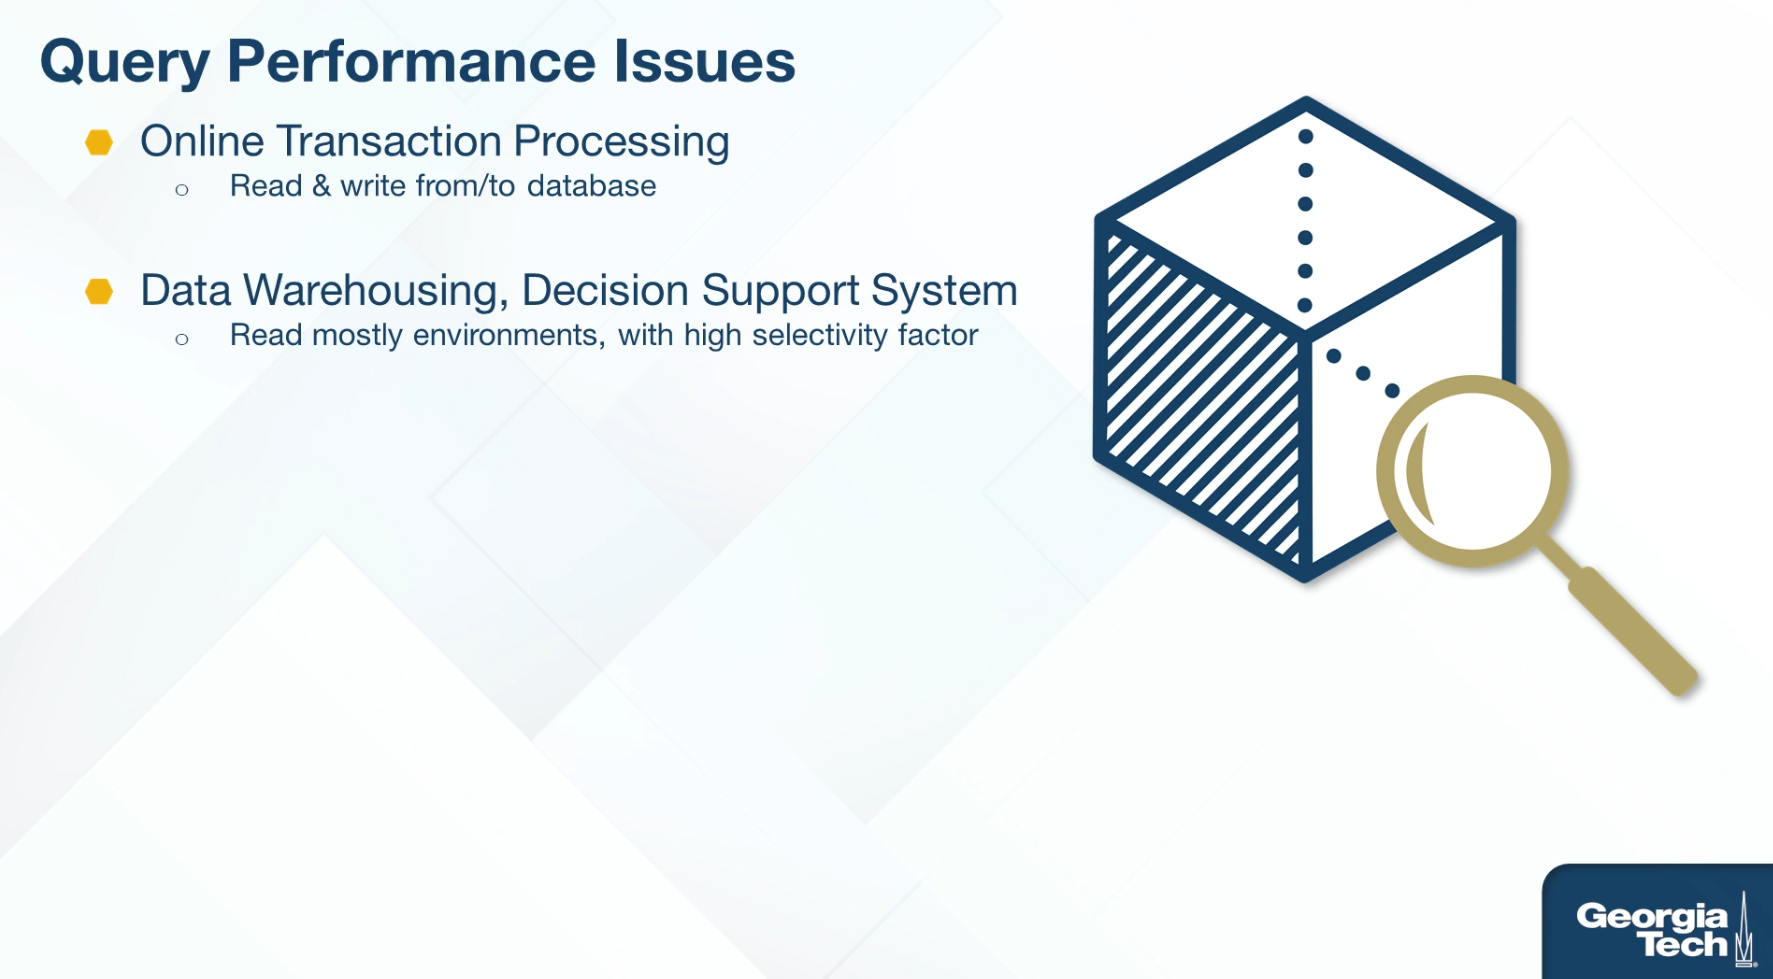 Query Performance Issues
Online Transaction Processing
Read & write from/to database
Data Warehousing, Decision Support System
Read mostly environments, with high selectivity factor
Georgia
Tech